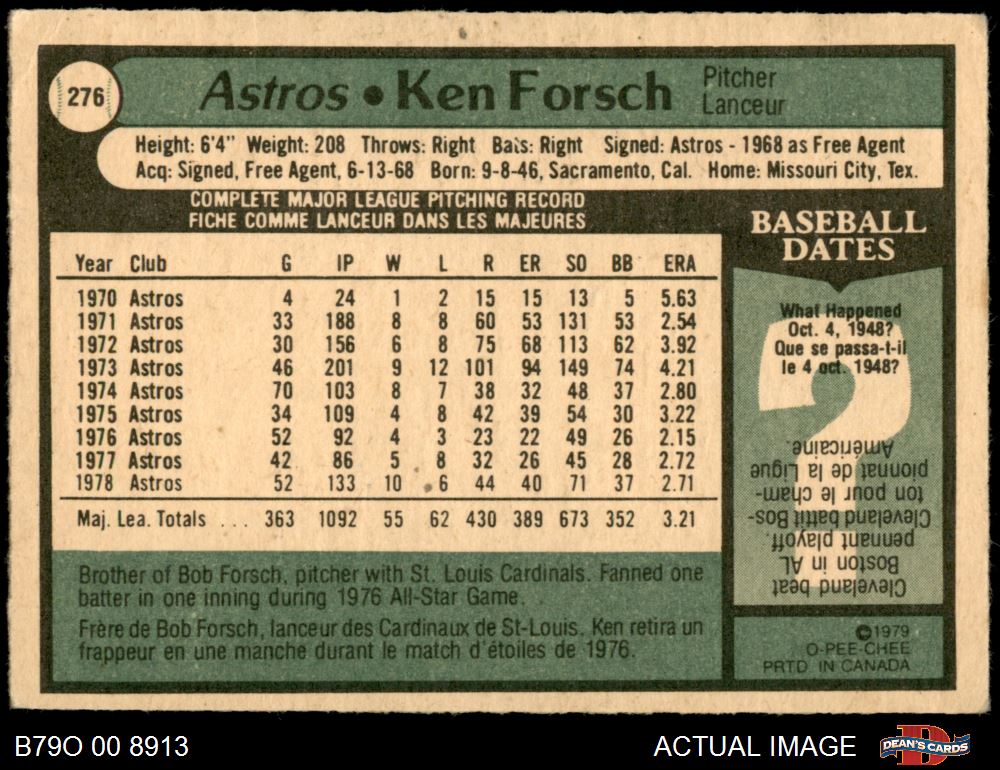 276
Astros • Ken Forsch
Pitcher
Lanceur
Height: 6'4" Weight: 208 Throws: Right Bats: Right Signed: Astros - 1968 as Free Agent
Acq: Signed, Free Agent, 6-13-68 Born: 9-8-46, Sacramento, Cal. Home: Missouri City, Tex.
COMPLETE MAJOR LEAGUE PITCHING RECORD
FICHE COMME LANCEUR DANS LES MAJEURES
Year Club G IP W L R ER SO BB ERA
1970 Astros 4 24 1 2 15 15 13 5 5.63
1971 Astros 33 188 8 8 60 53 131 53 2.54
1972 Astros 30 156 6 8 75 68 113 62 3.92
1973 Astros 46 201 9 12 101 94 149 74 4.21
1974 Astros 70 103 8 7 38 32 48 37 2.80
1975 Astros 34 109 4 8 42 39 54 30 3.22
1976 Astros 52 92 4 3 23 22 49 26 2.15
1977 Astros 42 86 5 8 32 26 45 28 2.72
1978 Astros 52 133 10 6 44 40 71 37 2.71
Maj. Lea. Totals ... 363 1092 55 62 430 389 673 352 3.21
Brother of Bob Forsch, pitcher with St. Louis Cardinals. Fanned one
batter in one inning during 1976 All-Star Game.
Frère de Bob Forsch, lanceur des Cardinaux de St-Louis. Ken retira un
frappeur en une manche durant le match d'étoiles de 1976.
BASEBALL
DATES
What Happened
Oct. 4, 1948?
Que se passa-t-il
le 4 oct. 1948?
Cleveland beat
Boston in AL
pennant playoff.
Cleveland battit Bos-
ton pour le cham-
pionnat de la Ligue
Américaine.
©1979
O-PEE-CHEE
PRTD IN CANADA
B79O 00 8913
ACTUAL IMAGE
D
DEAN'S CARDS